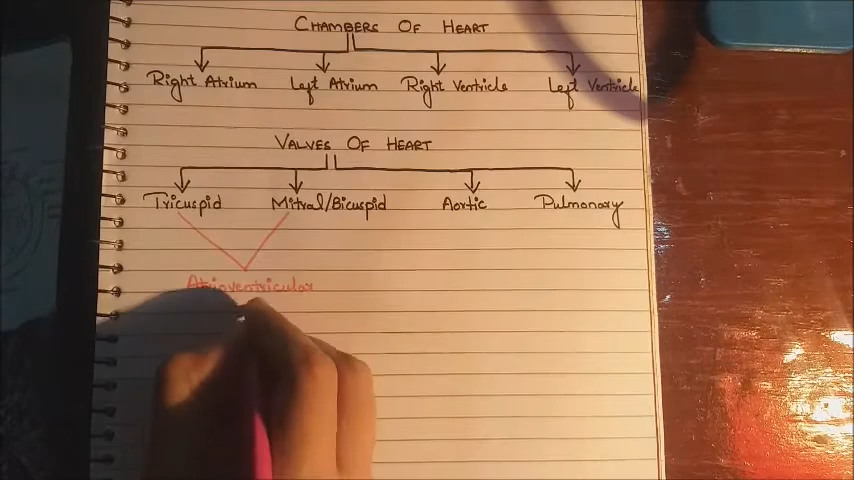 CHAMBERS OF HEART
Right Atrium Left Atrium Right Ventricle Left Ventricle
VALVES OF HEART
Tricuspid Mitral/Bicuspid Aortic Pulmonary
Atrioventricular